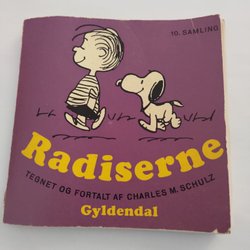 10. SAMLING
Radiserne
TEGNET OG FORTALT AF CHARLES M. SCHULZ
Gyldendal